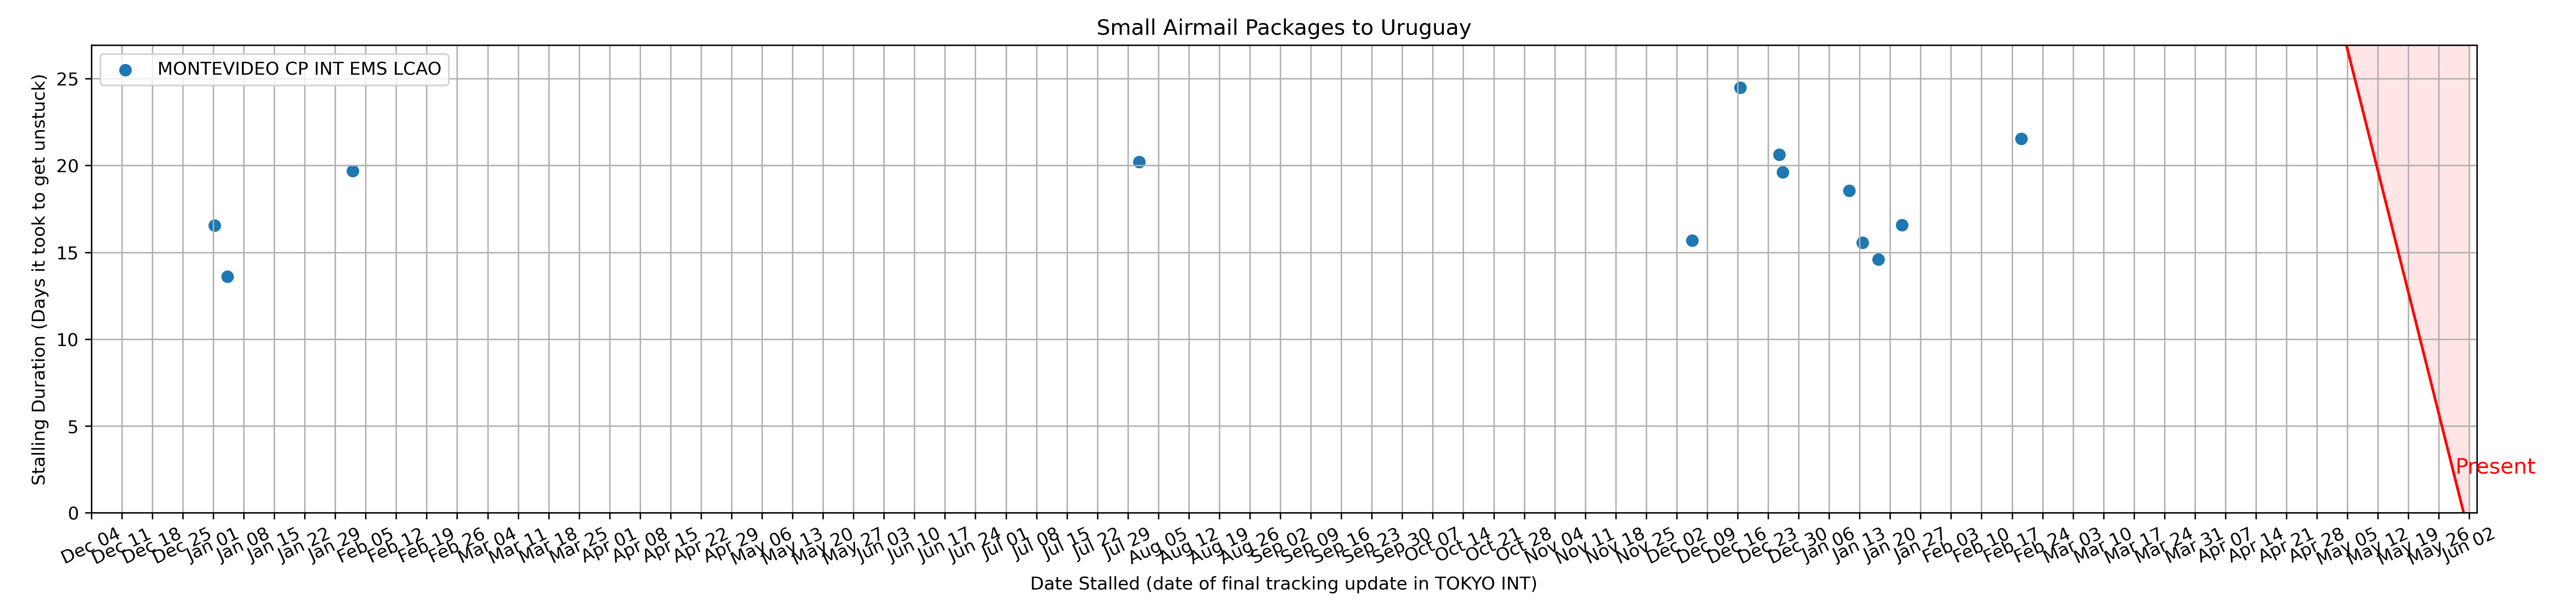 Small Airmail Packages to Uruguay
MONTEVIDEO CP INT EMS LCAO
Stalling Duration (Days it took to get unstuck)
25
20
15
10
5
0
Present
Dec 04
Dec 11
Dec 18
Dec 25
Jan 01
Jan 08
Jan 15
Jan 22
Jan 29
Feb 05
Feb 12
Feb 19
Feb 26
Mar 04
Mar 11
Mar 18
Mar 25
Apr 01
Apr 08
Apr 15
Apr 22
Apr 29
May 06
May 13
May 20
May 27
Jun 03
Jun 10
Jun 17
Jun 24
Jul 01
Jul 08
Jul 15
Jul 22
Jul 29
Aug 05
Aug 12
Aug 19
Aug 26
Sep 02
Sep 09
Sep 16
Sep 23
Sep 30
Oct 07
Oct 14
Oct 21
Oct 28
Nov 04
Nov 11
Nov 18
Nov 25
Dec 02
Dec 09
Dec 16
Dec 23
Dec 30
Jan 06
Jan 13
Jan 20
Jan 27
Feb 03
Feb 10
Feb 17
Feb 24
Mar 03
Mar 10
Mar 17
Mar 24
Mar 31
Apr 07
Apr 14
Apr 21
Apr 28
May 05
May 12
May 19
May 26
Jun 02
Date Stalled (date of final tracking update in TOKYO INT)